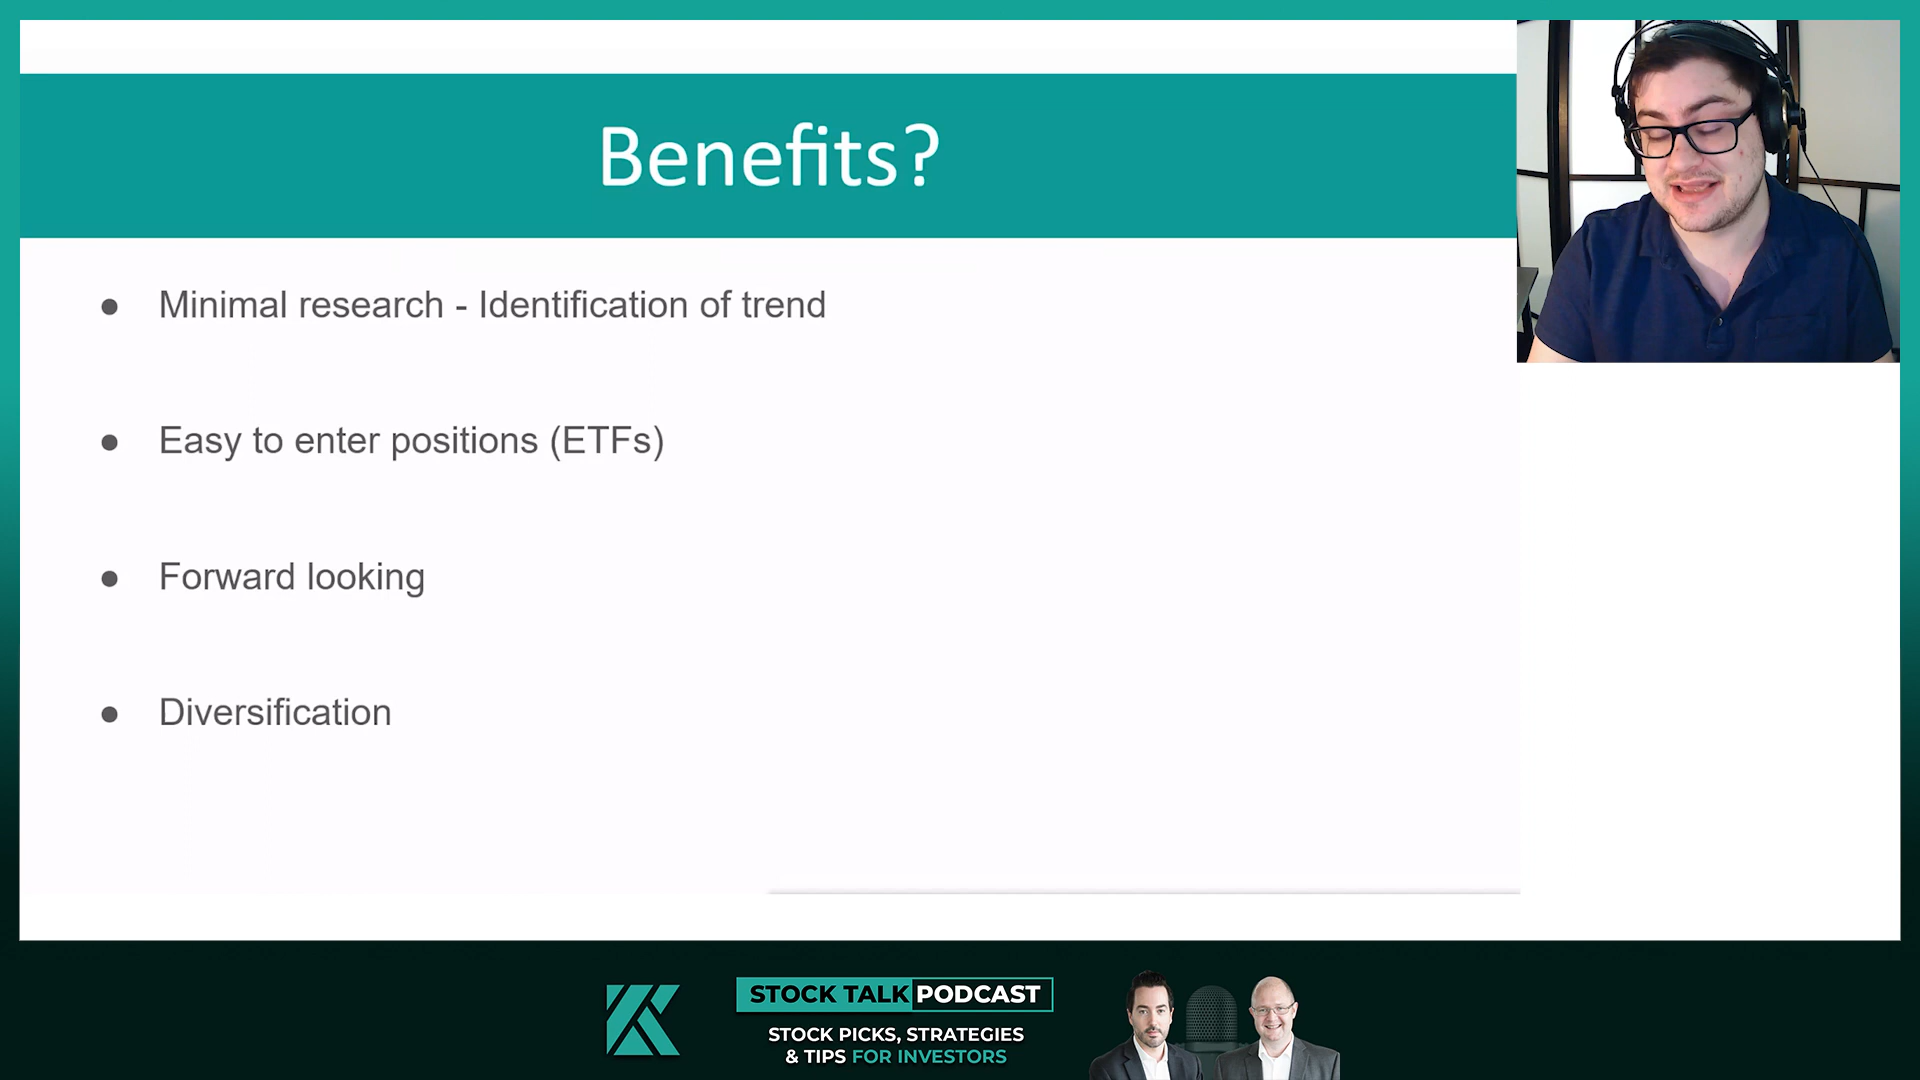 Benefits?
● Minimal research - Identification of trend
● Easy to enter positions (ETFs)
● Forward looking
● Diversification
STOCK TALK PODCAST
STOCK PICKS, STRATEGIES
& TIPS FOR INVESTORS